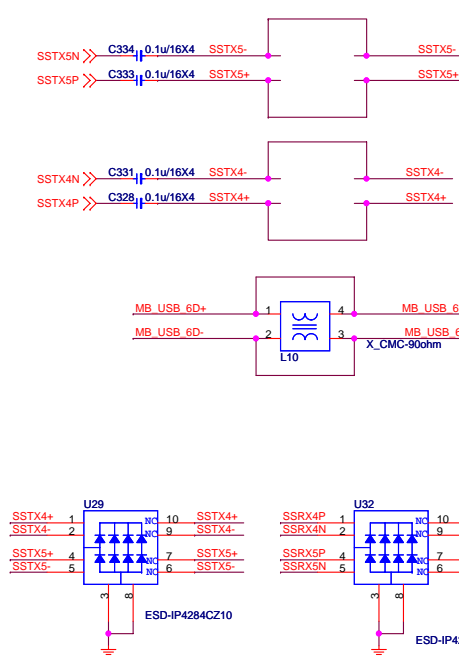 SSTX5N C334 0.1u/16X4 SSTX5- SSTX5-
SSTX5P C333 0.1u/16X4 SSTX5+ SSTX5+
SSTX4N C331 0.1u/16X4 SSTX4- SSTX4-
SSTX4P C328 0.1u/16X4 SSTX4+ SSTX4+
MB_USB_6D+ 1 4 MB_USB_6
MB_USB_6D- 2 3 MB_USB_6
L10 X_CMC-90ohm
U29 U32
SSTX4+ 1 NC 10 SSTX4+ SSRX4P 1 NC 10
SSTX4- 2 NC 9 SSTX4- SSRX4N 2 NC 9
SSTX5+ 4 NC 7 SSTX5+ SSRX5P 4 NC 7
SSTX5- 5 NC 6 SSTX5- SSRX5N 5 NC 6
3 8 3 8
ESD-IP4284CZ10
ESD-IP42